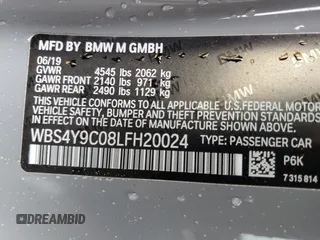 MFD BY BMW M GMBH
06/19
GVWR 4545 lbs 2062 kg
GAWR FRONT 2140 lbs 971 kg
GAWR REAR 2490 lbs 1129 kg
THIS VEHICLE CONFORMS TO ALL APPLICABLE
U.S. FEDERAL MOTOR
VEHICLE SAFETY, BUMPER, AND THEFT PREVENTION
STANDARDS IN EFFECT ON THE DATE OF MANUFACTURE SHOWN ABOVE.
WBS4Y9C08LFH20024 TYPE: PASSENGER CAR
P6K
7 315 814
DREAMBID